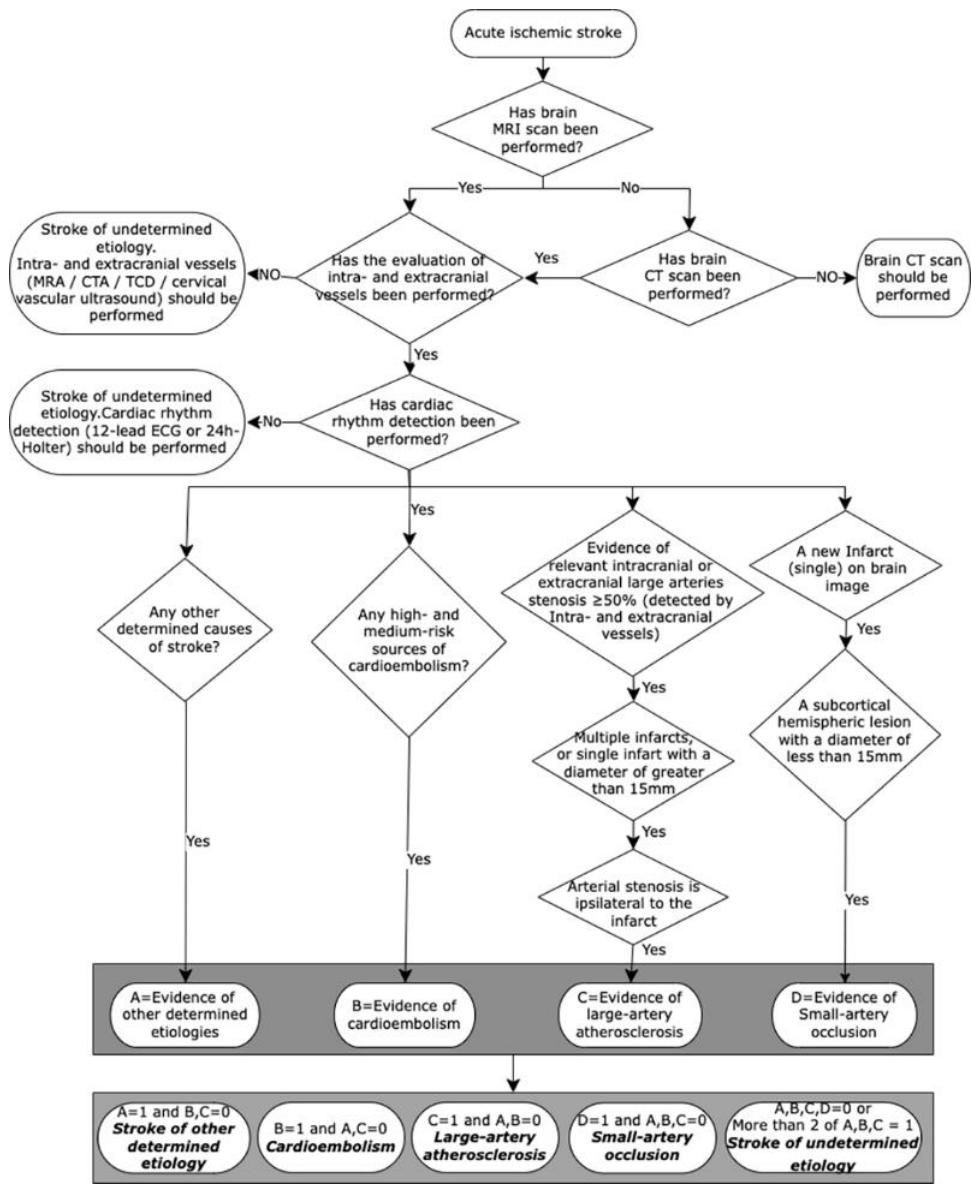 Acute ischemic stroke
Has brain
MRI scan been
performed?
Yes
No
Stroke of undetermined
etiology.
Intra- and extracranial vessels
(MRA / CTA / TCD / cervical
vascular ultrasound) should be
performed
NO
Has the evaluation of
intra- and extracranial
vessels been performed?
Yes
Has brain
CT scan been
performed?
NO
Brain CT scan
should be
performed
Yes
Stroke of undetermined
etiology.Cardiac rhythm
detection (12-lead ECG or 24h-
Holter) should be performed
No
Has cardiac
rhythm detection been
performed?
Yes
Any other
determined causes
of stroke?
Any high- and
medium-risk
sources of
cardioembolism?
Evidence of
relevant intracranial or
extracranial large arteries
stenosis ≥50% (detected by
Intra- and extracranial
vessels)
A new Infarct
(single) on brain
image
Yes
Yes
Multiple infarcts,
or single infart with a
diameter of greater
than 15mm
A subcortical
hemispheric lesion
with a diameter of
less than 15mm
Yes
Yes
Yes
Arterial stenosis is
ipsilateral to the
infarct
Yes
Yes
A=Evidence of
other determined
etiologies
B=Evidence of
cardioembolism
C=Evidence of
large-artery
atherosclerosis
D=Evidence of
Small-artery
occlusion
A=1 and B,C=0
Stroke of other
determined
etiology
B=1 and A,C=0
Cardioembolism
C=1 and A,B=0
Large-artery
atherosclerosis
D=1 and A,B,C=0
Small-artery
occlusion
A,B,C,D=0 or
More than 2 of A,B,C = 1
Stroke of undetermined
etiology